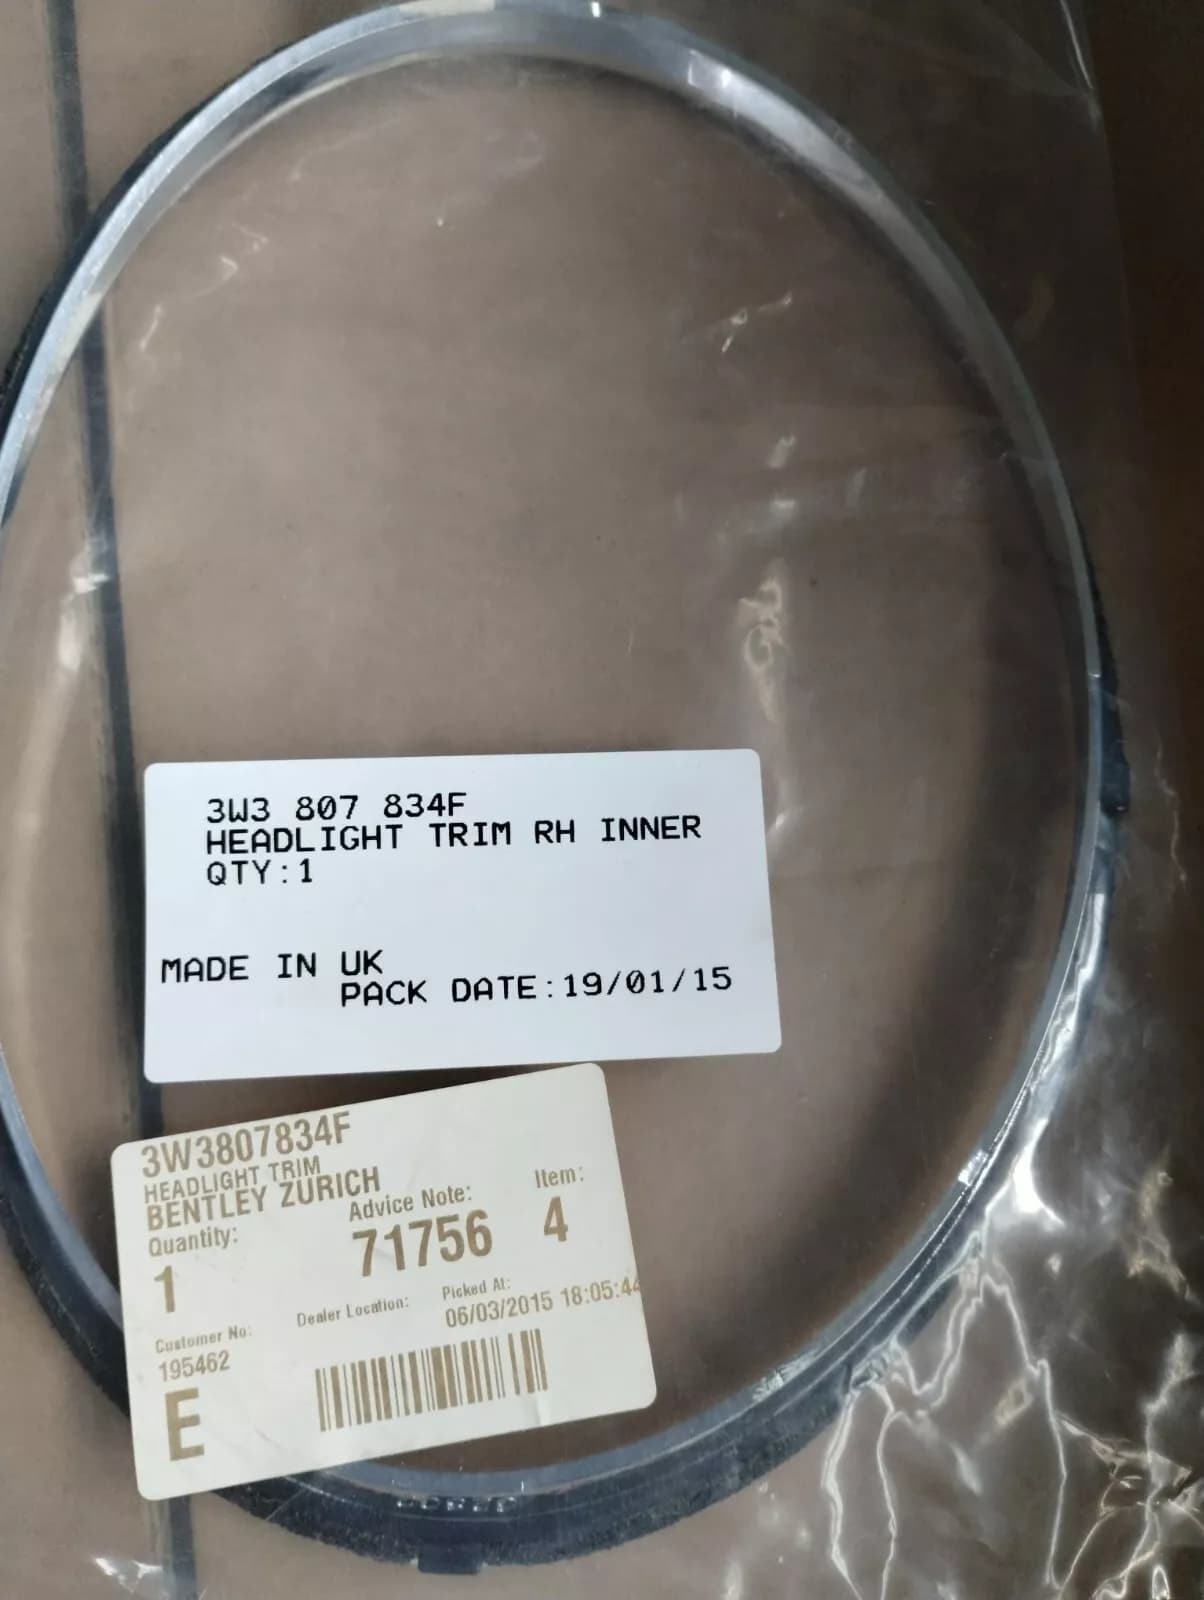 3W3 807 834F
HEADLIGHT TRIM RH INNER
QTY:1
MADE IN UK
PACK DATE:19/01/15
3W3807834F
HEADLIGHT TRIM
BENTLEY ZURICH
Quantity: Advice Note: Item:
1 71756 4
Dealer Location: Picked At:
06/03/2015 18:05:44
Customer No:
195462
E